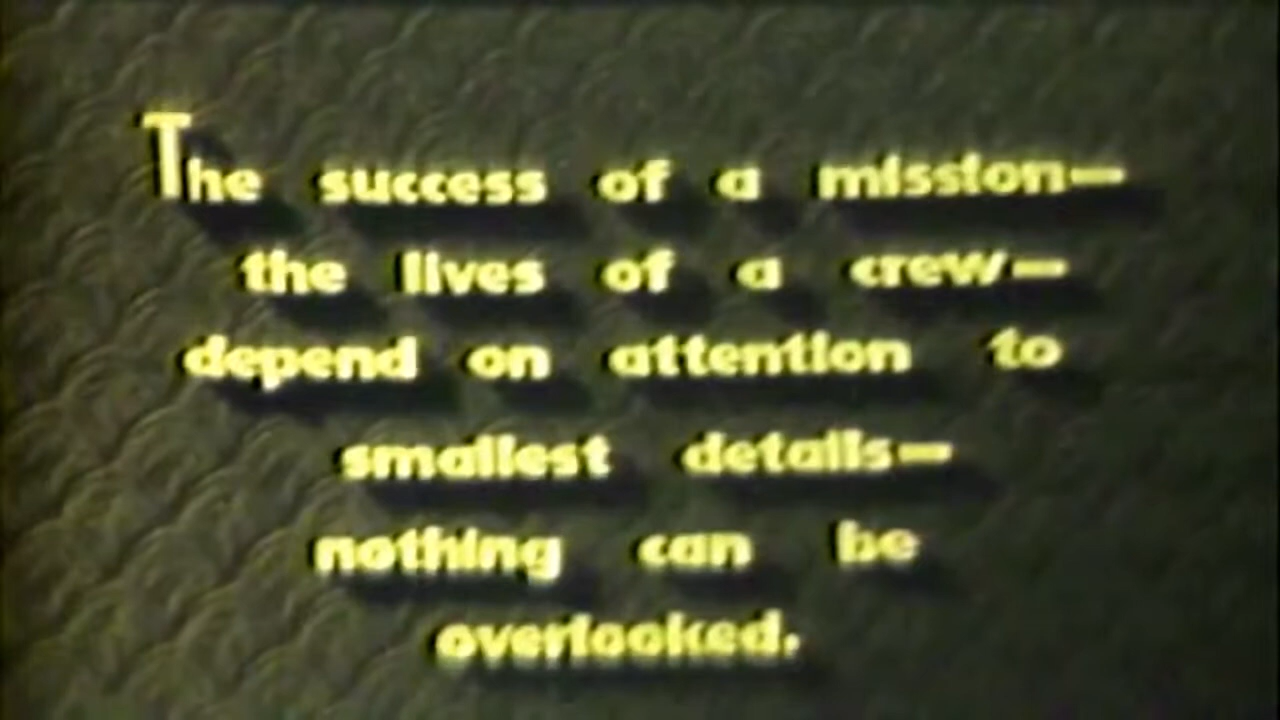 The success of a mission—
the lives of a crew—
depend on attention to
smallest details—
nothing can be
overlooked.